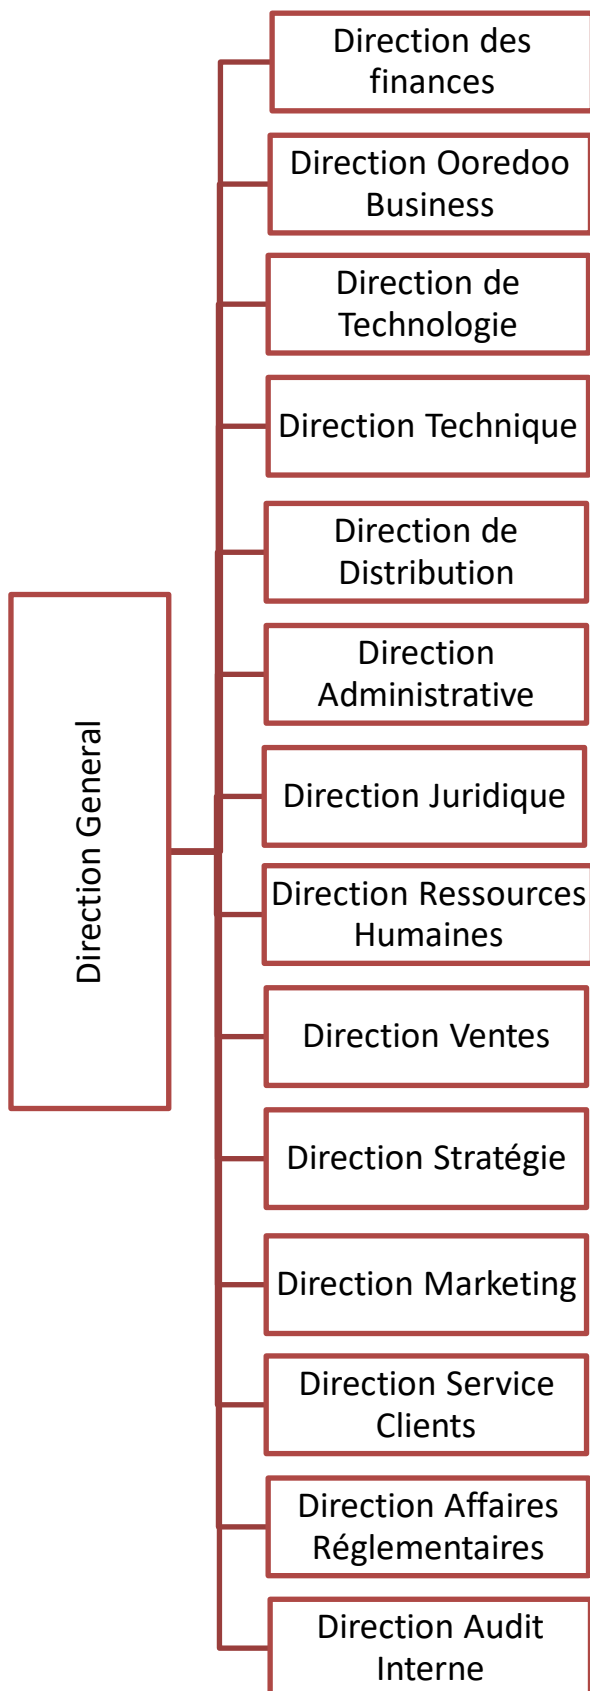 Direction General
Direction des
finances
Direction Ooredoo
Business
Direction de
Technologie
Direction Technique
Direction de
Distribution
Direction
Administrative
Direction Juridique
Direction Ressources
Humaines
Direction Ventes
Direction Stratégie
Direction Marketing
Direction Service
Clients
Direction Affaires
Réglementaires
Direction Audit
Interne